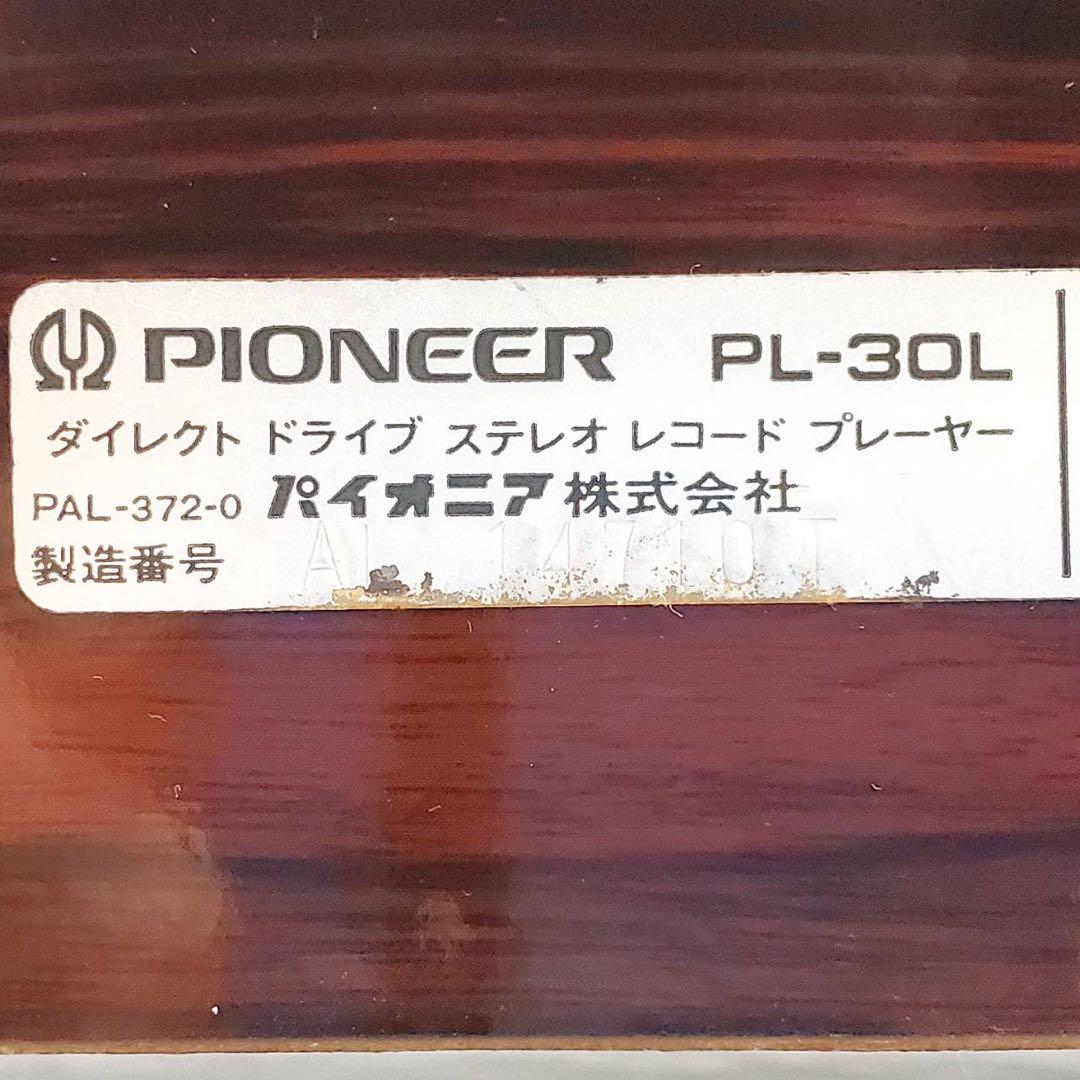 PIONEER PL-30L
ダイレクト ドライブ ステレオ レコード プレーヤー
PAL-372-0 パイオニア株式会社
製造番号